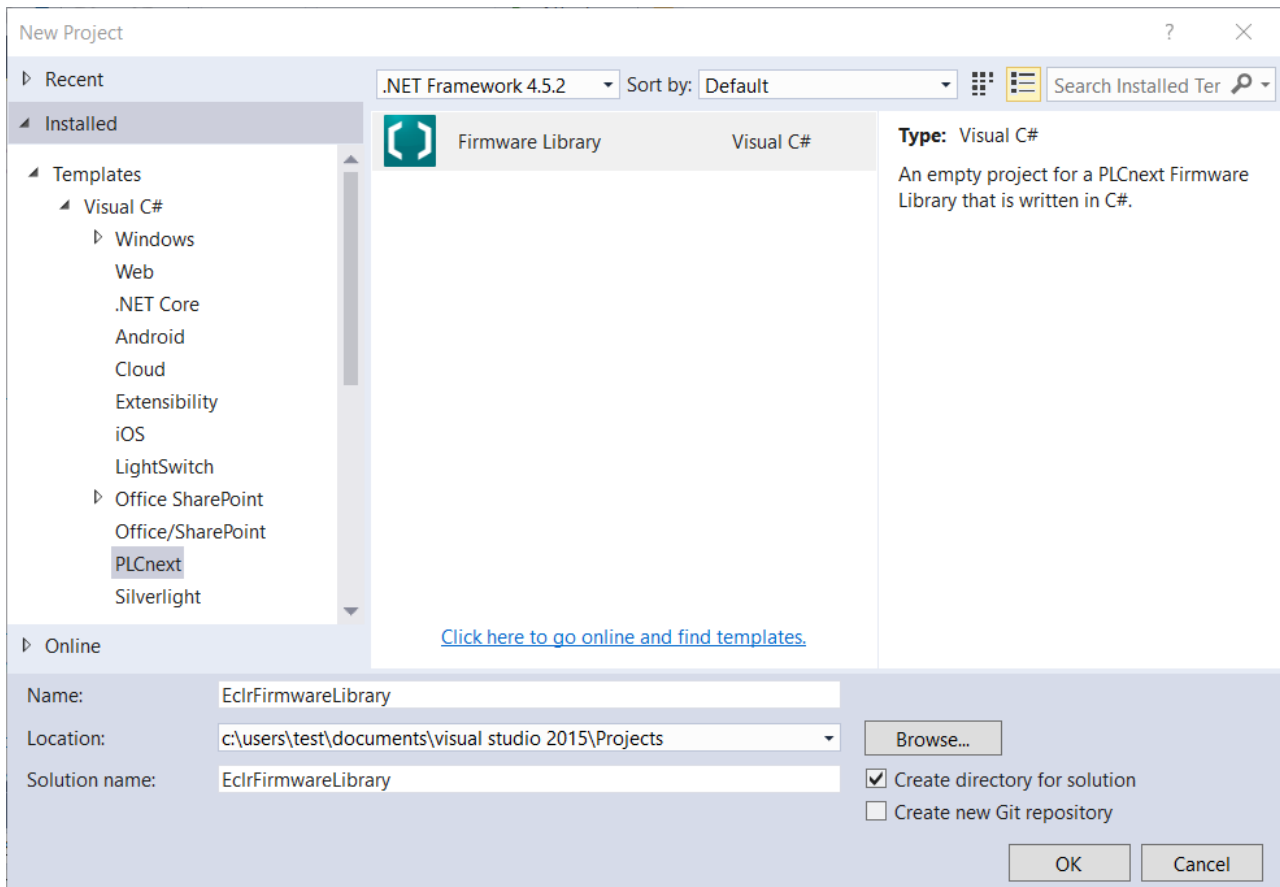 New Project
?
Recent
.NET Framework 4.5.2
Sort by:
Default
Search Installed Ter
Installed
Templates
Visual C#
Windows
Web
.NET Core
Android
Cloud
Extensibility
iOS
LightSwitch
Office SharePoint
Office/SharePoint
PLCnext
Silverlight
Online
Firmware Library
Visual C#
Click here to go online and find templates.
Type: Visual C#
An empty project for a PLCnext Firmware
Library that is written in C#.
Name:
EclrFirmwareLibrary
Location:
c:\users\test\documents\visual studio 2015\Projects
Browse...
Solution name:
EclrFirmwareLibrary
Create directory for solution
Create new Git repository
OK
Cancel